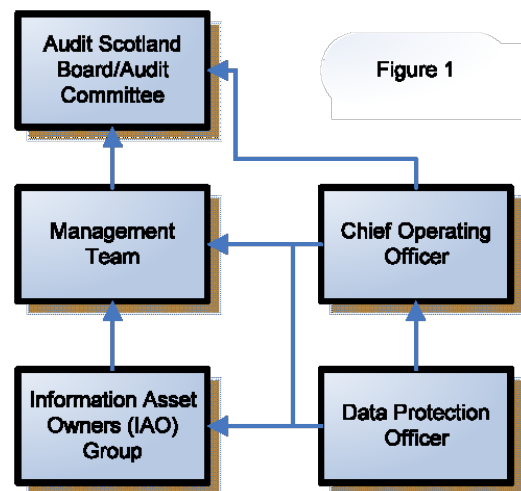 Audit Scotland
Board/Audit
Committee
Figure 1
Management
Team
Chief Operating
Officer
Information Asset
Owners (IAO)
Group
Data Protection
Officer